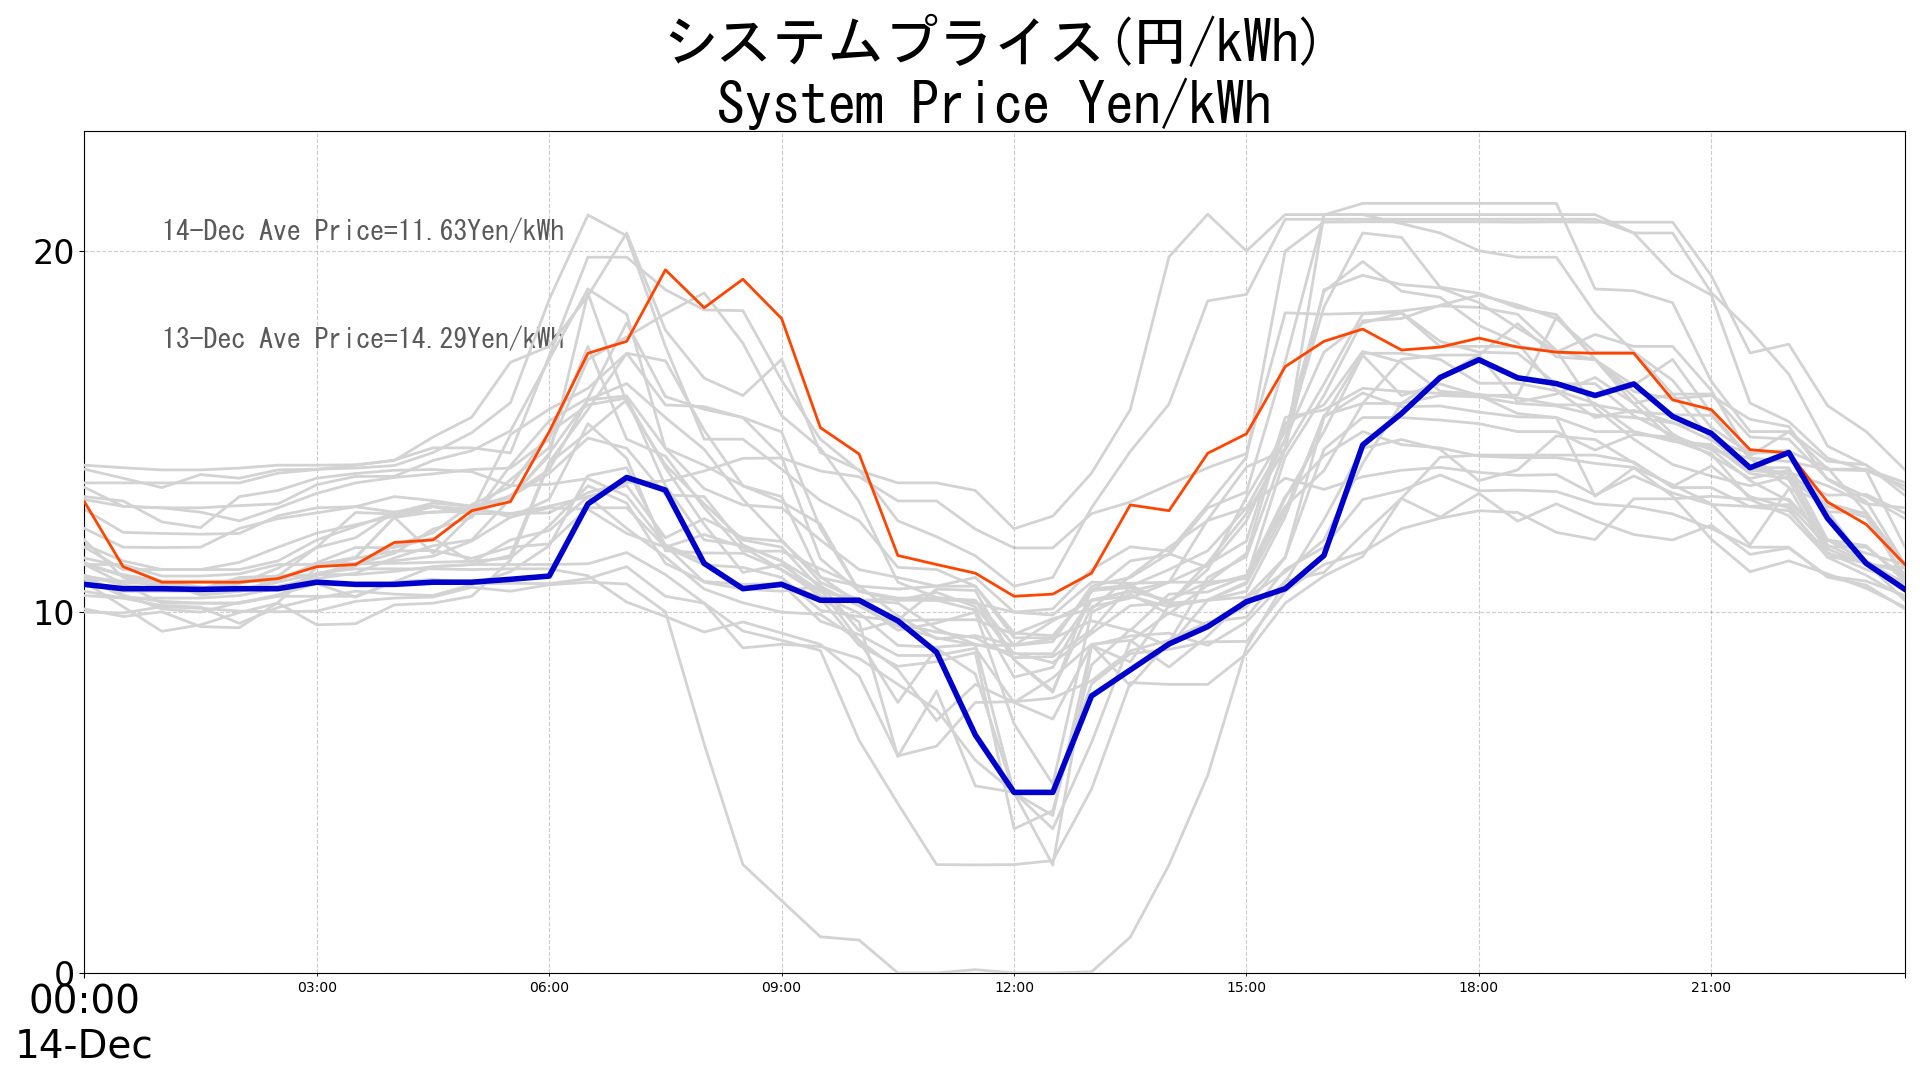 システムプライス(円/kWh)
System Price Yen/kWh
14-Dec Ave Price=11.63Yen/kWh
20
13-Dec Ave Price=14.29Yen/kWh
10
0
00:00
03:00
06:00
09:00
12:00
15:00
18:00
21:00
14-Dec